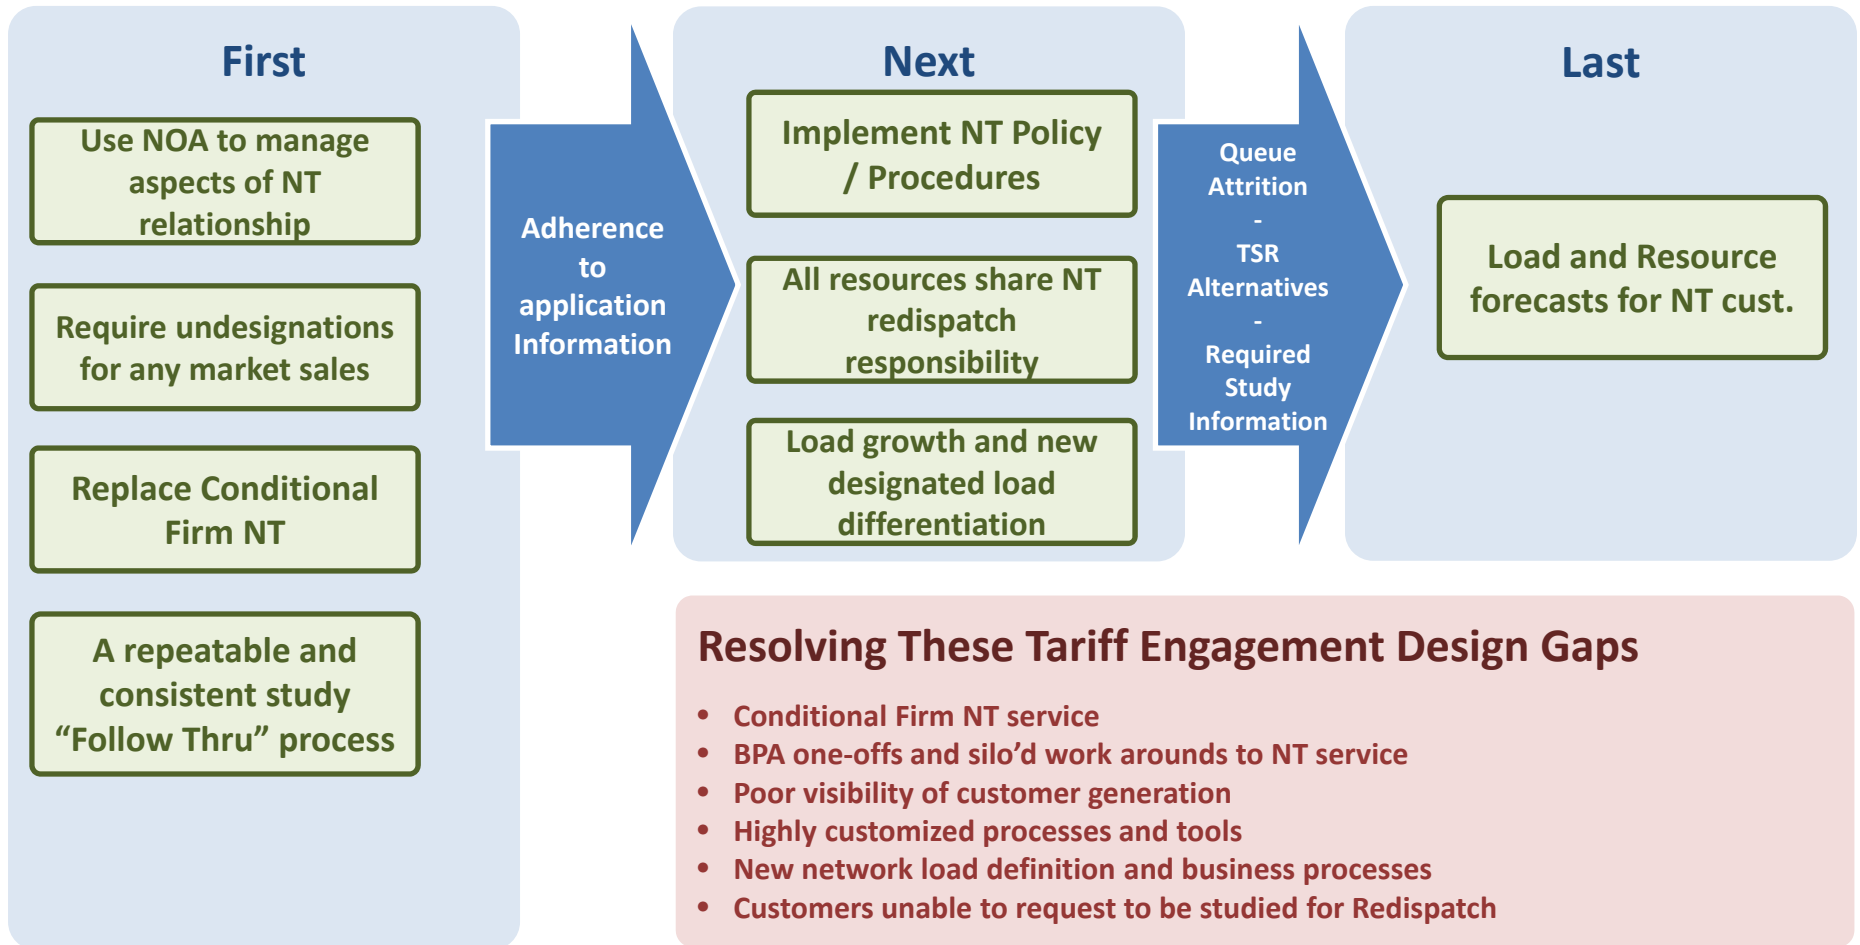 First
Use NOA to manage
aspects of NT
relationship
Require undesignations
for any market sales
Replace Conditional
Firm NT
A repeatable and
consistent study
“Follow Thru” process
Adherence
to
application
Information
Next
Implement NT Policy
/ Procedures
All resources share NT
redispatch
responsibility
Load growth and new
designated load
differentiation
Queue
Attrition
-
TSR
Alternatives
-
Required
Study
Information
Last
Load and Resource
forecasts for NT cust.
Resolving These Tariff Engagement Design Gaps
• Conditional Firm NT service
• BPA one-offs and silo’d work arounds to NT service
• Poor visibility of customer generation
• Highly customized processes and tools
• New network load definition and business processes
• Customers unable to request to be studied for Redispatch